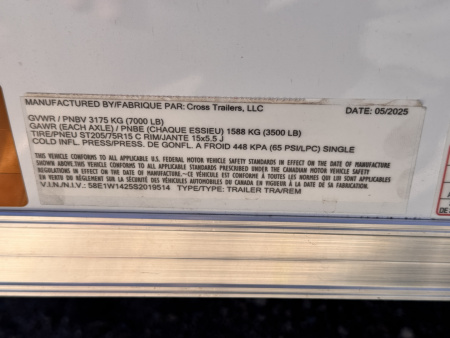 MANUFACTURED BY/FABRIQUE PAR: Cross Trailers, LLC DATE: 05/2025
GVWR / PNBV 3175 KG (7000 LB)
GAWR (EACH AXLE) / PNBE (CHAQUE ESSIEU) 1588 KG (3500 LB)
TIRE/PNEU ST205/75R15 C RIM/JANTE 15x5.5 J
COLD INFL. PRESS/PRESS. DE GONFL. A FROID 448 KPA (65 PSI/LPC) SINGLE
THIS VEHICLE CONFORMS TO ALL APPLICABLE U.S. FEDERAL MOTOR VEHICLE SAFETY STANDARDS IN EFFECT ON THE DATE OF MANUFACTURE
SHOWN ABOVE.THIS VEHICLE CONFORMS TO ALL APPLICABLE STANDARDS PRESCRIBED UNDER THE CANADIAN MOTOR VEHICLE SAFETY
REGULATIONS IN EFFECT ON THE DATE OF MANUFACTURE.~CE VEHICULE EST CONFORME A TOUTES LES NORMES QUI LUI SONT APPLICABLES EN VERTU DU
REGLEMENT SUR LA SECURITE DES VEHICULES AUTOMOBILES DU CANADA EN VIGUEUR A LA DATE DE SA FABRICATION.
V.I.N./N.I.V.: 58E1W1425S2019514 TYPE/TYPE: TRAILER TRA/REM